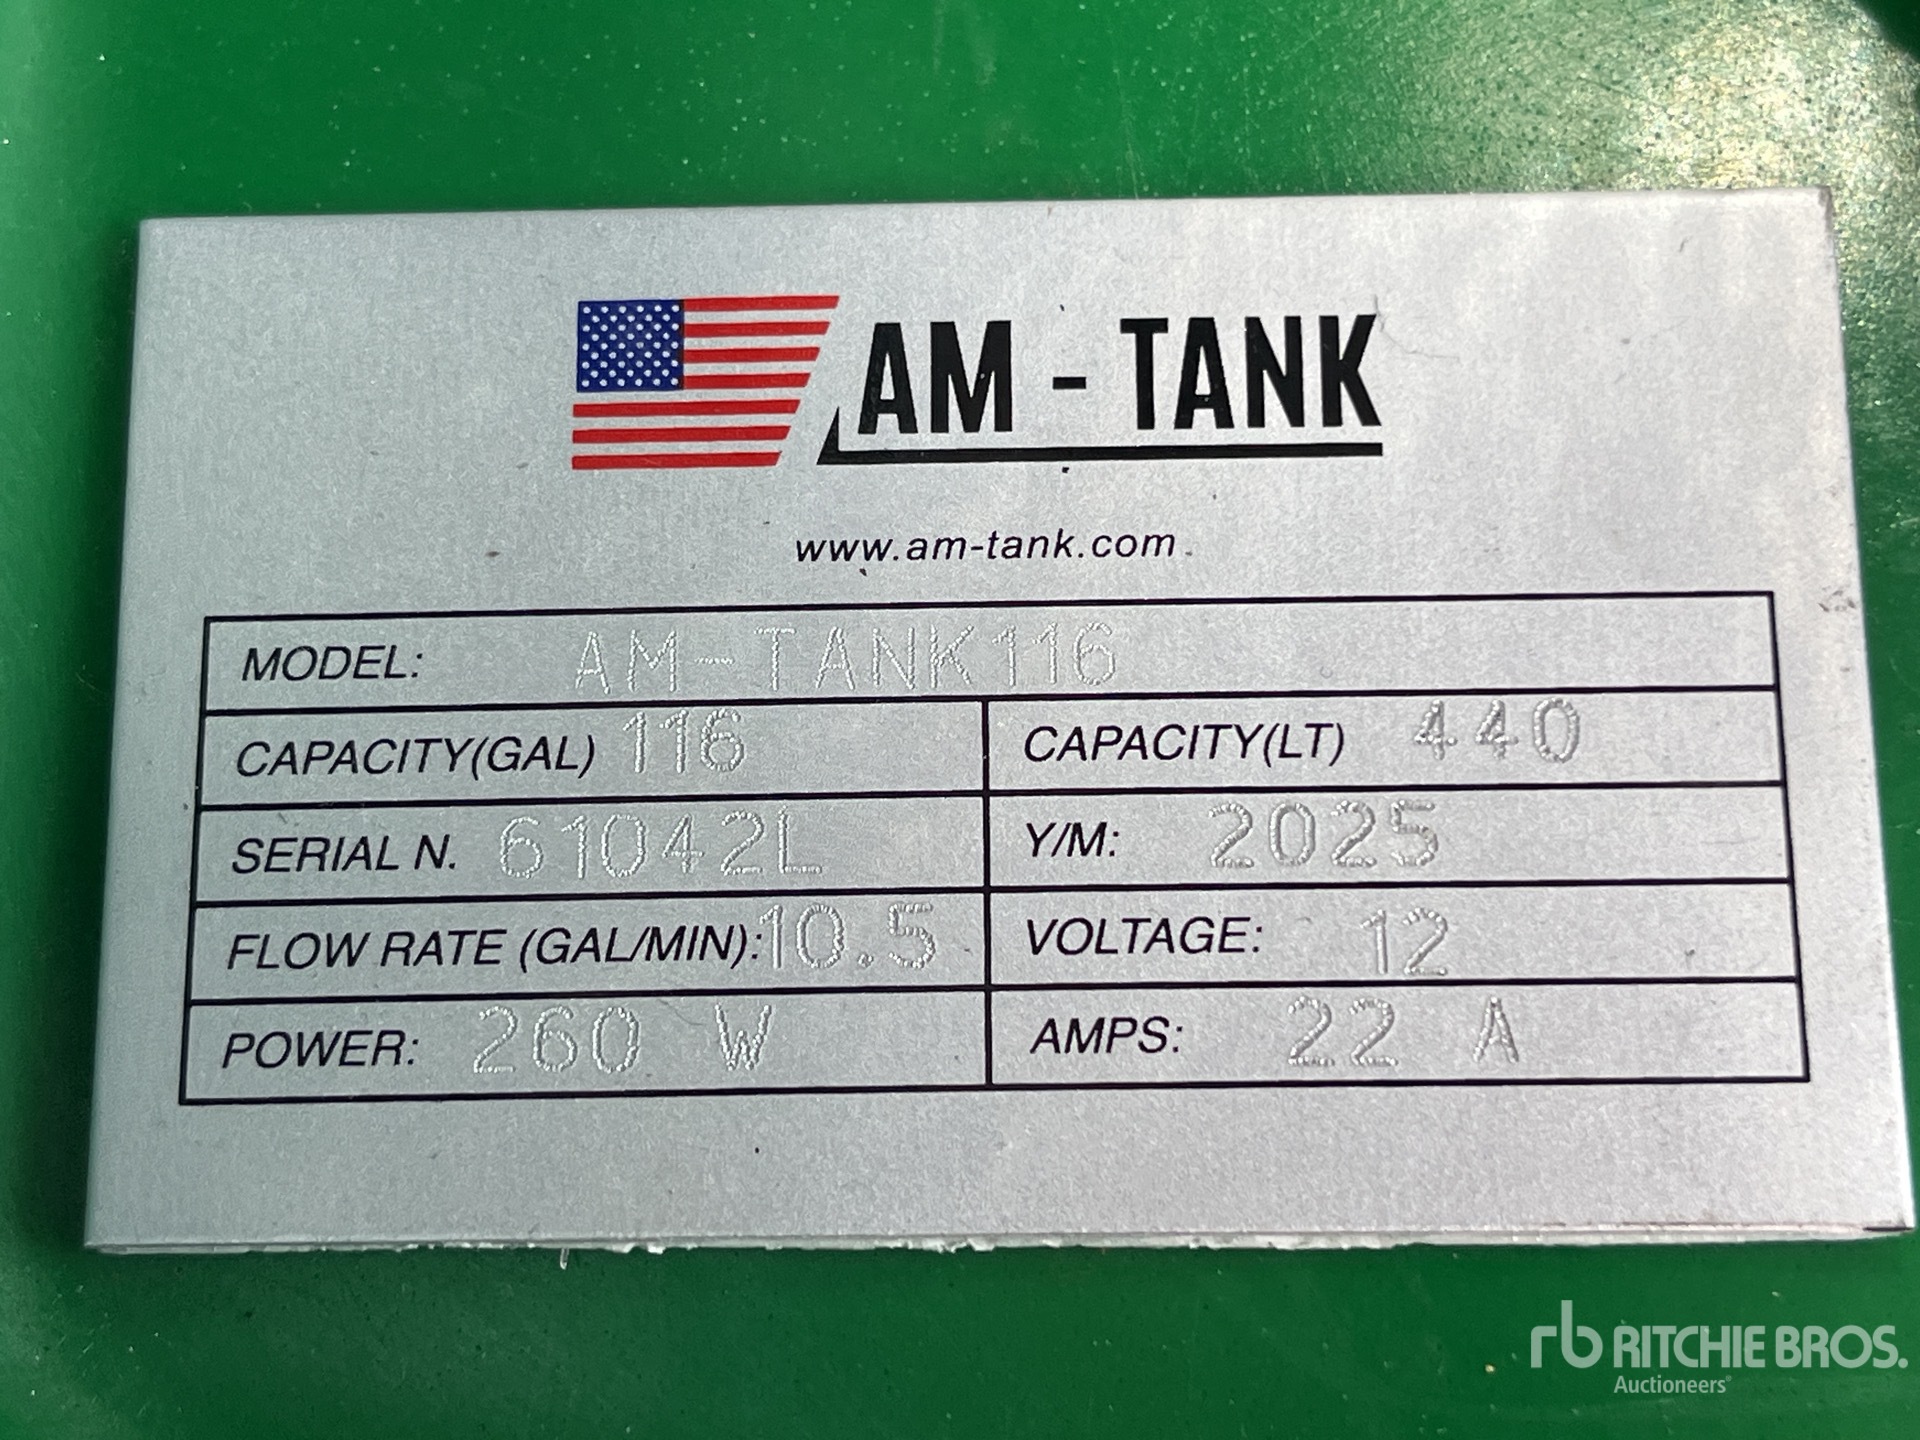 AM - TANK
www.am-tank.com
MODEL: AM-TANK116
CAPACITY(GAL) 116 CAPACITY(LT) 440
SERIAL N. 61042L Y/M: 2025
FLOW RATE (GAL/MIN): 10.5 VOLTAGE: 12
POWER: 260 W AMPS: 22 A
rb RITCHIE BROS.
Auctioneers